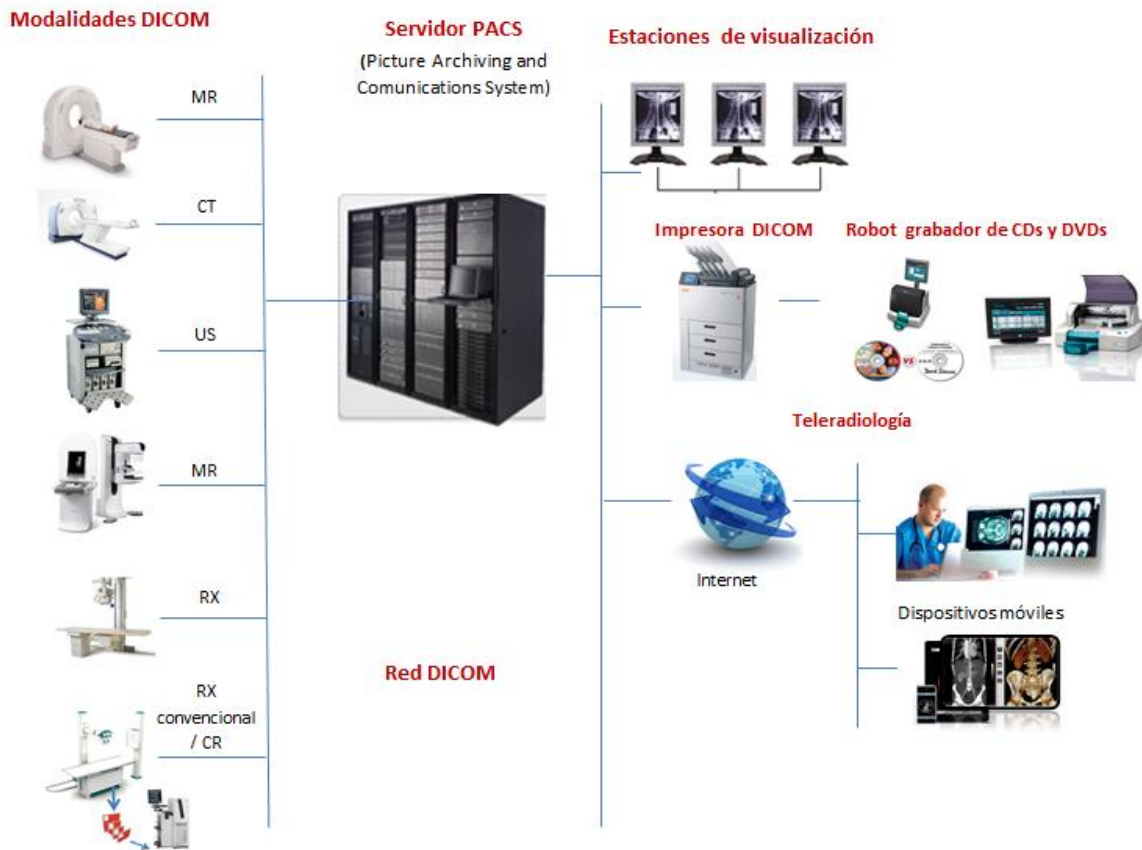 Modalidades DICOM
MR
CT
US
MR
RX
RX
convencional
/ CR
Servidor PACS
(Picture Archiving and
Comunications System)
Red DICOM
Estaciones de visualización
Impresora DICOM
Robot grabador de CDs y DVDs
VS
Teleradiología
Internet
Dispositivos móviles